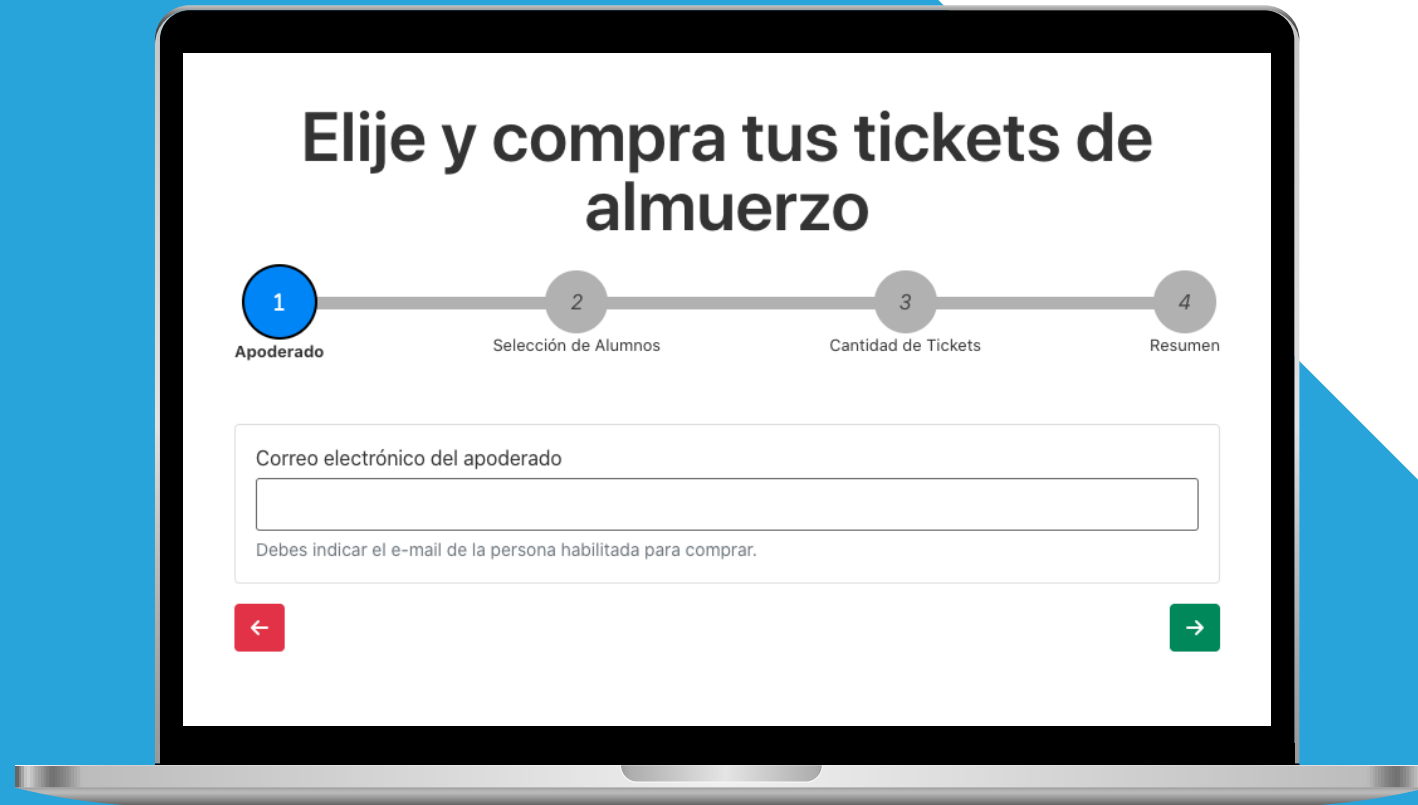 Elije y compra tus tickets de
almuerzo
1
2
3
4
Apoderado
Selección de Alumnos
Cantidad de Tickets
Resumen
Correo electrónico del apoderado
Debes indicar el e-mail de la persona habilitada para comprar.